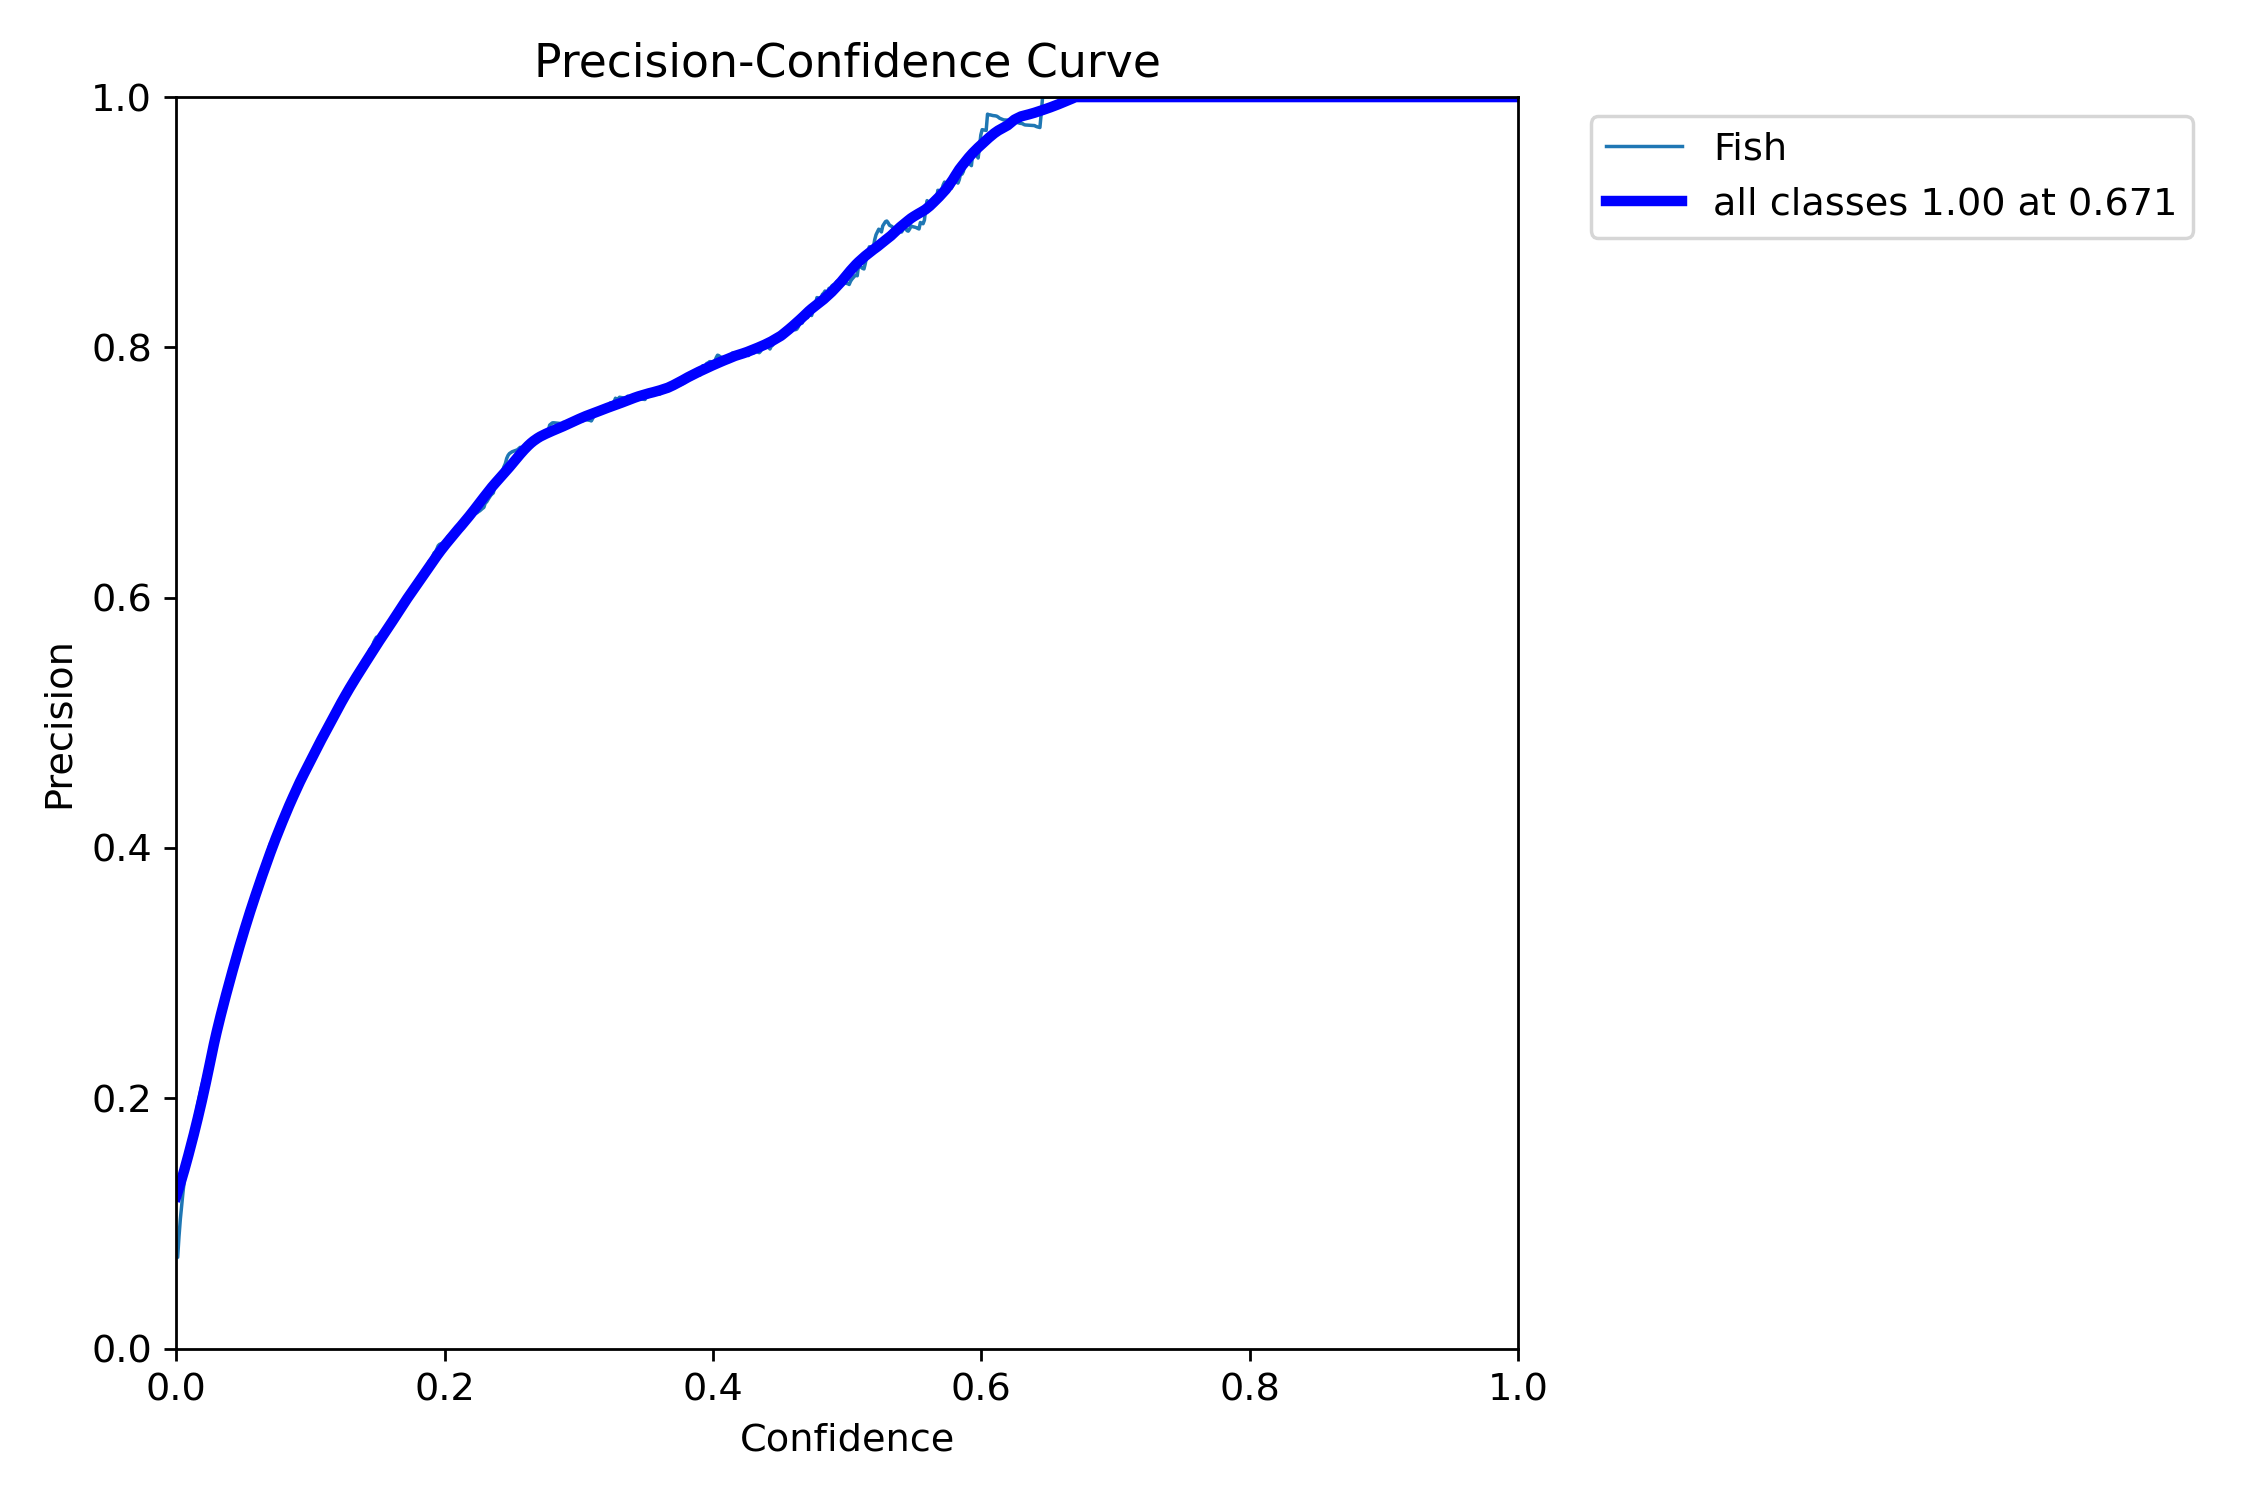 Precision-Confidence Curve
1.0
0.8
0.6
0.4
0.2
0.0
Precision
0.0 0.2 0.4 0.6 0.8 1.0
Confidence
Fish
all classes 1.00 at 0.671